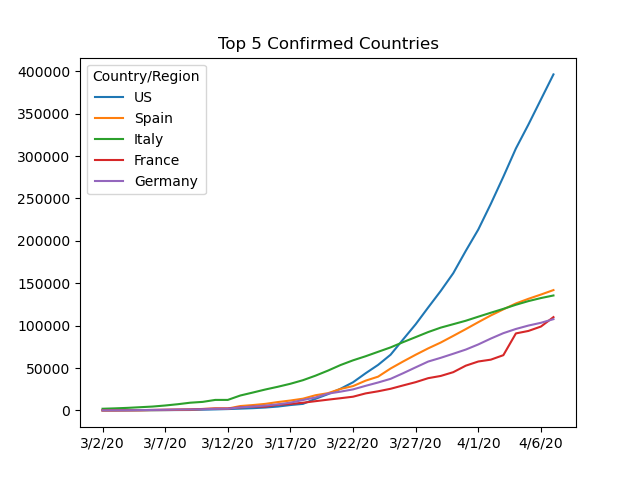 Top 5 Confirmed Countries
Country/Region
US
Spain
Italy
France
Germany
400000
350000
300000
250000
200000
150000
100000
50000
0
3/2/20 3/7/20 3/12/20 3/17/20 3/22/20 3/27/20 4/1/20 4/6/20